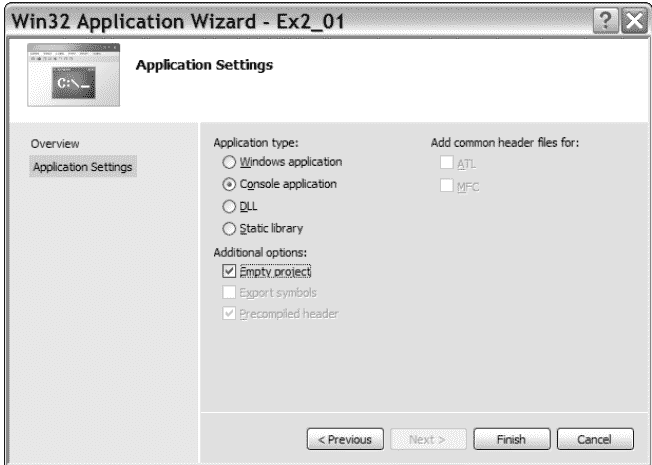 Win32 Application Wizard - Ex2_01
Application Settings
C:\_
Overview
Application Settings
Application type:
Windows application
Console application
DLL
Static library
Additional options:
Empty project
Export symbols
Precompiled header
Add common header files for:
ATL
MFC
< Previous
Next >
Finish
Cancel